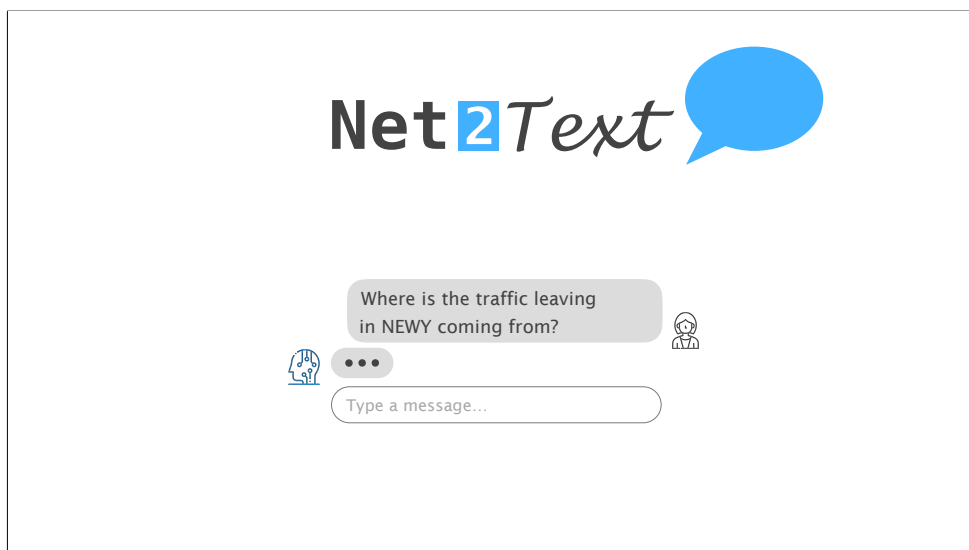 Net2Text
Where is the traffic leaving
in NEWY coming from?
Type a message...